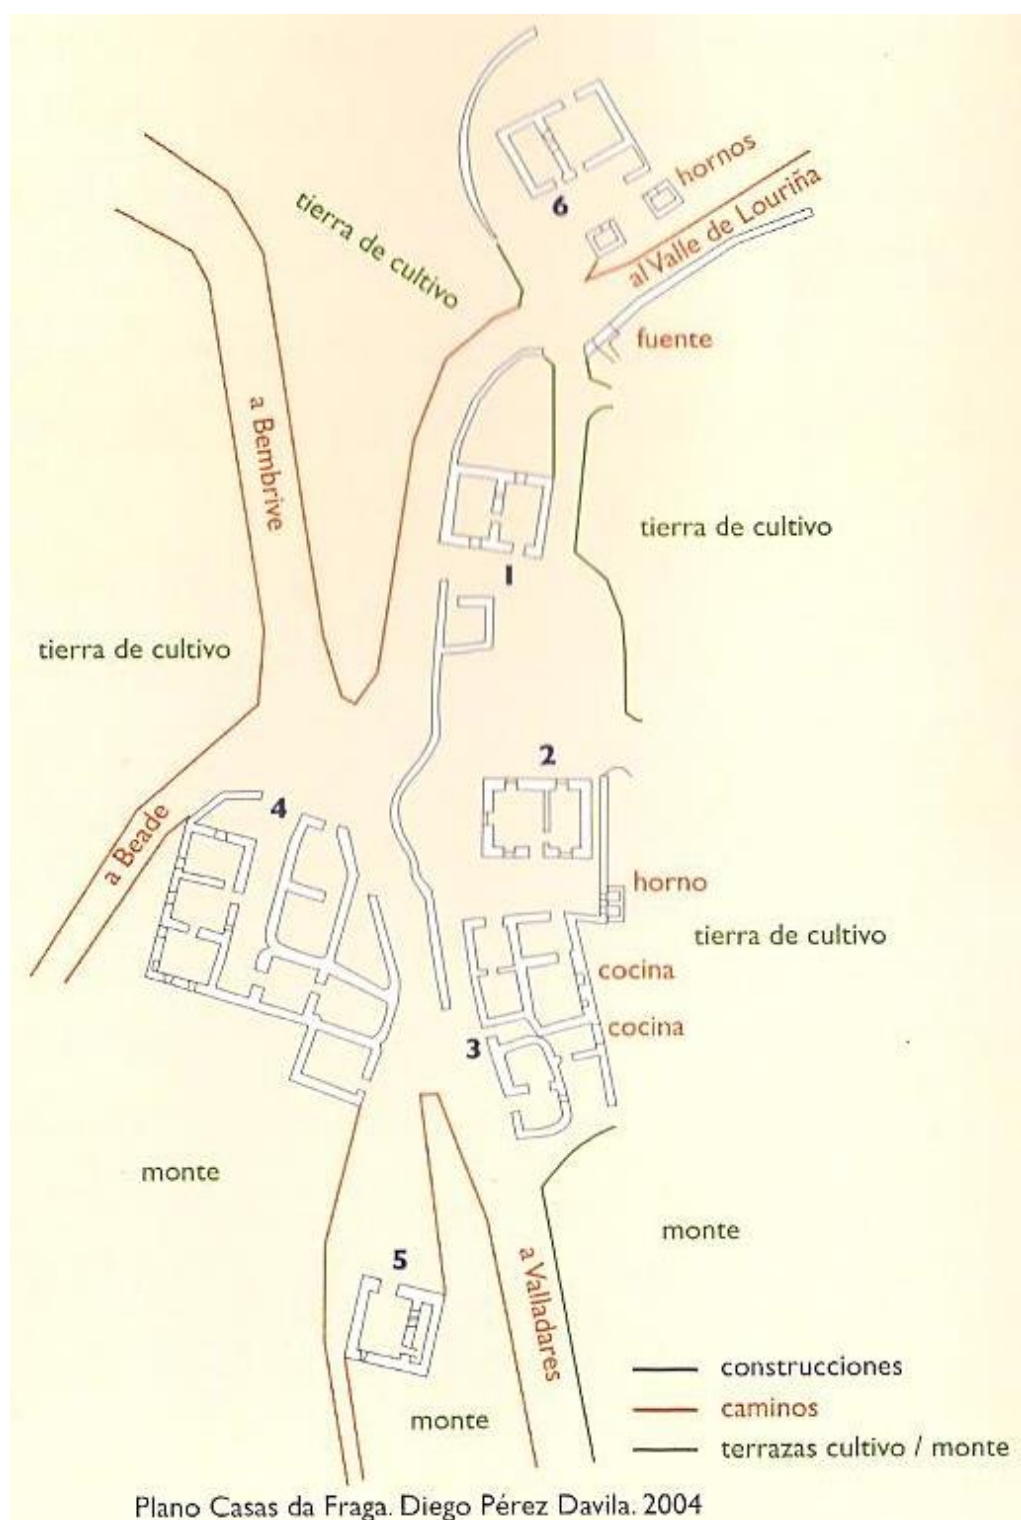 hornos
6
al Valle de Louriña
tierra de cultivo
fuente
a Bembrive
tierra de cultivo
1
tierra de cultivo
2
4
a Beade
horno
tierra de cultivo
cocina
cocina
3
monte
monte
5
a Valladares
construcciones
caminos
monte
terrazas cultivo / monte
Plano Casas da Fraga. Diego Pérez Davila. 2004